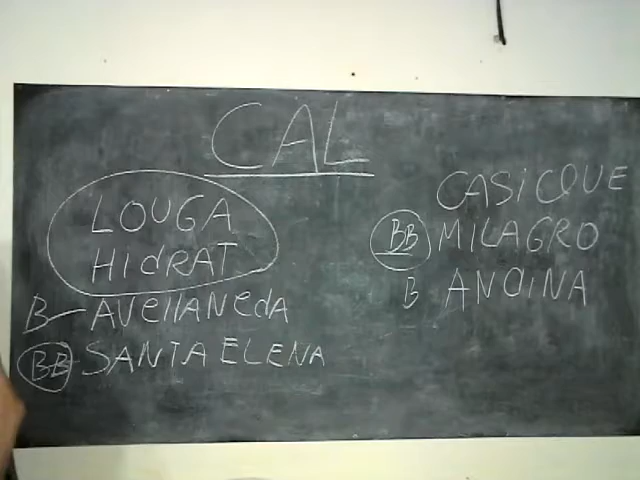 CAL
LOUGA
HIdRAT
B- AVellANedA
BB- SANTA ELENA
CASiCQUE
BB MILAGRO
B ANDINA